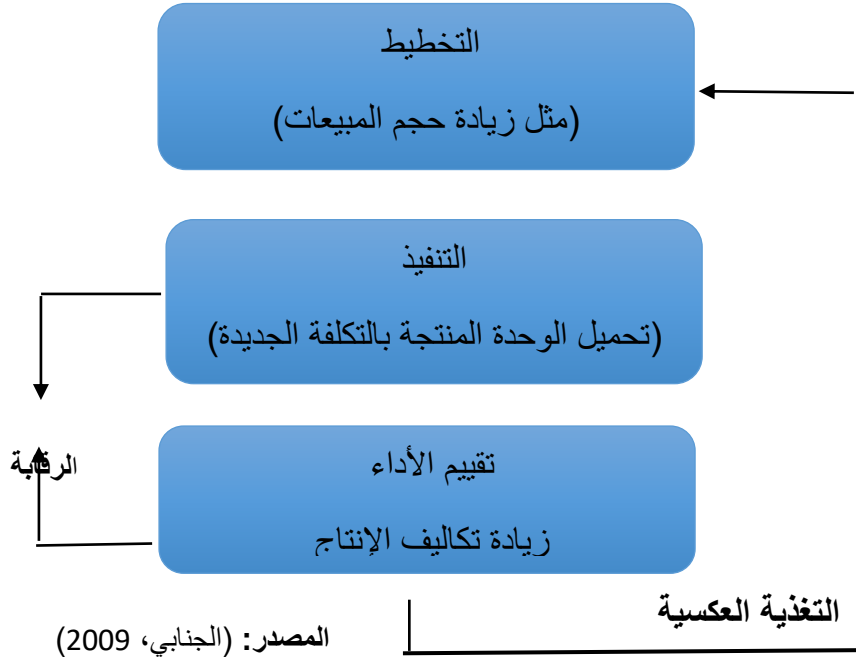 التخطيط
(مثل زيادة حجم المبيعات)
التنفيذ
(تحميل الوحدة المنتجة بالتكلفة الجديدة)
الرقابة
تقييم الأداء
زيادة تكاليف الإنتاج
التغذية العكسية
المصدر: (الجنابي، 2009)